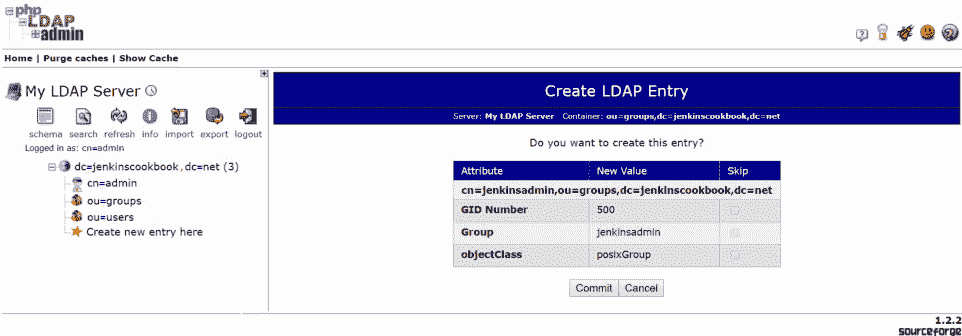 php
LDAP
admin
Home | Purge caches | Show Cache
My LDAP Server
schema search refresh info import export logout
Logged in as: cn=admin
dc=jenkinscookbook,dc=net (3)
cn=admin
ou=groups
ou=users
Create new entry here
Create LDAP Entry
Server: My LDAP Server Container: ou=groups,dc=jenkinscookbook,dc=net
Do you want to create this entry?
Attribute New Value Skip
cn=jenkinsadmin,ou=groups,dc=jenkinscookbook,dc=net
GID Number 500
Group jenkinsadmin
objectClass posixGroup
Commit Cancel
1.2.2
sourceforge